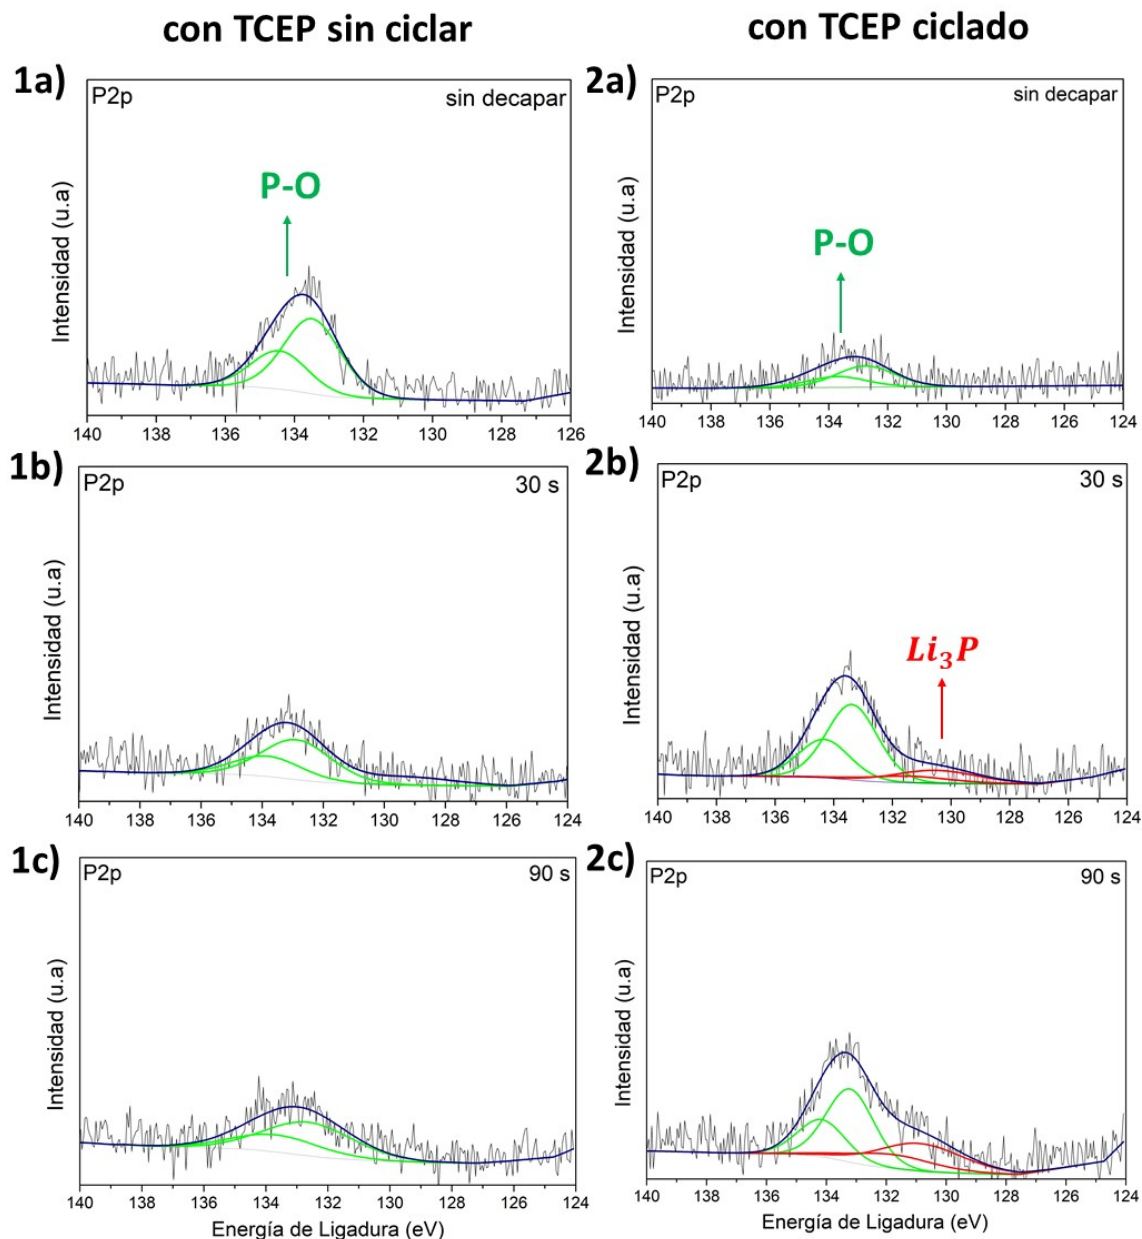 con TCEP sin ciclar
con TCEP ciclado
1a)
P2p
sin decapar
P-O
Intensidad (u.a)
140 138 136 134 132 130 128 126
2a)
P2p
sin decapar
P-O
Intensidad (u.a)
140 138 136 134 132 130 128 126 124
1b)
P2p
30 s
Intensidad (u.a)
140 138 136 134 132 130 128 126 124
2b)
P2p
30 s
Li₃P
Intensidad (u.a)
140 138 136 134 132 130 128 126 124
1c)
P2p
90 s
Intensidad (u.a)
140 138 136 134 132 130 128 126 124
Energía de Ligadura (eV)
2c)
P2p
90 s
Intensidad (u.a)
140 138 136 134 132 130 128 126 124
Energía de Ligadura (eV)